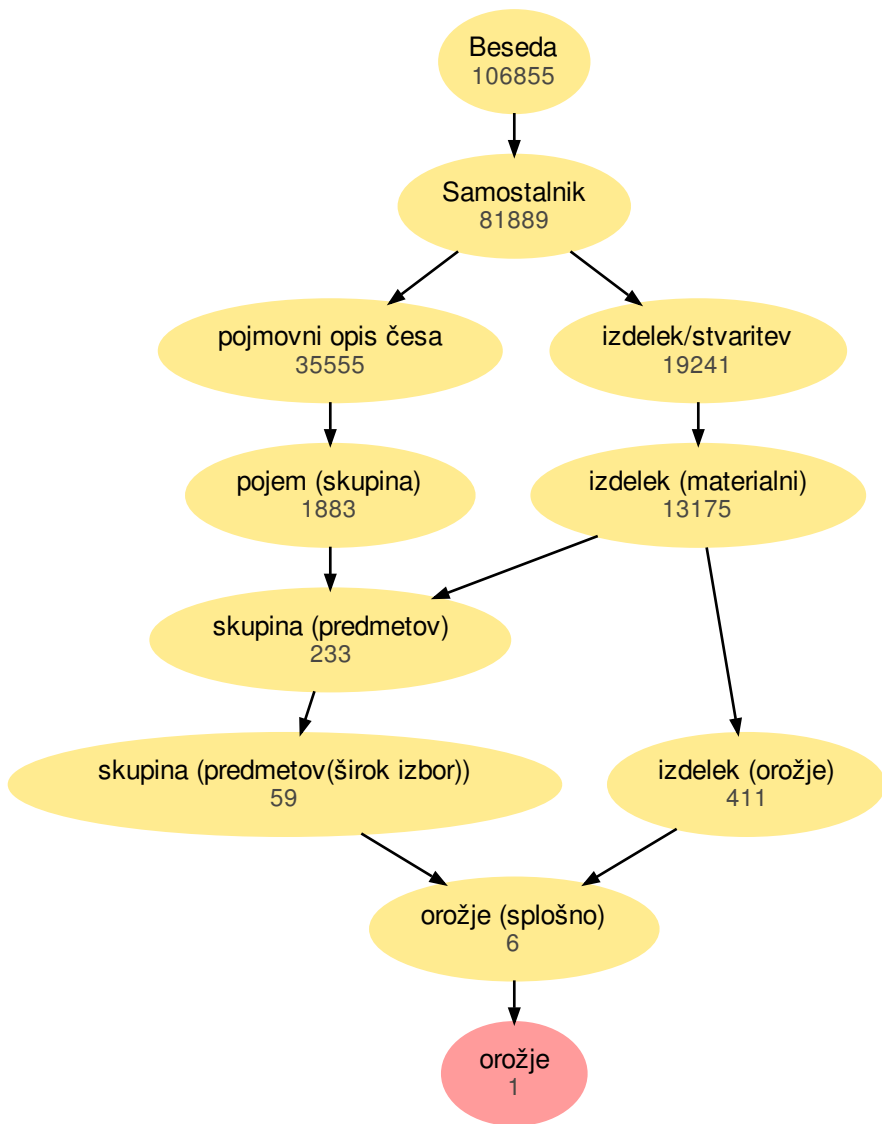 Beseda
106855
Samostalnik
81889
pojmovni opis česa
35555
izdelek/stvaritev
19241
pojem (skupina)
1883
izdelek (materialni)
13175
skupina (predmetov)
233
skupina (predmetov(širok izbor))
59
izdelek (orožje)
411
orožje (splošno)
6
orožje
1